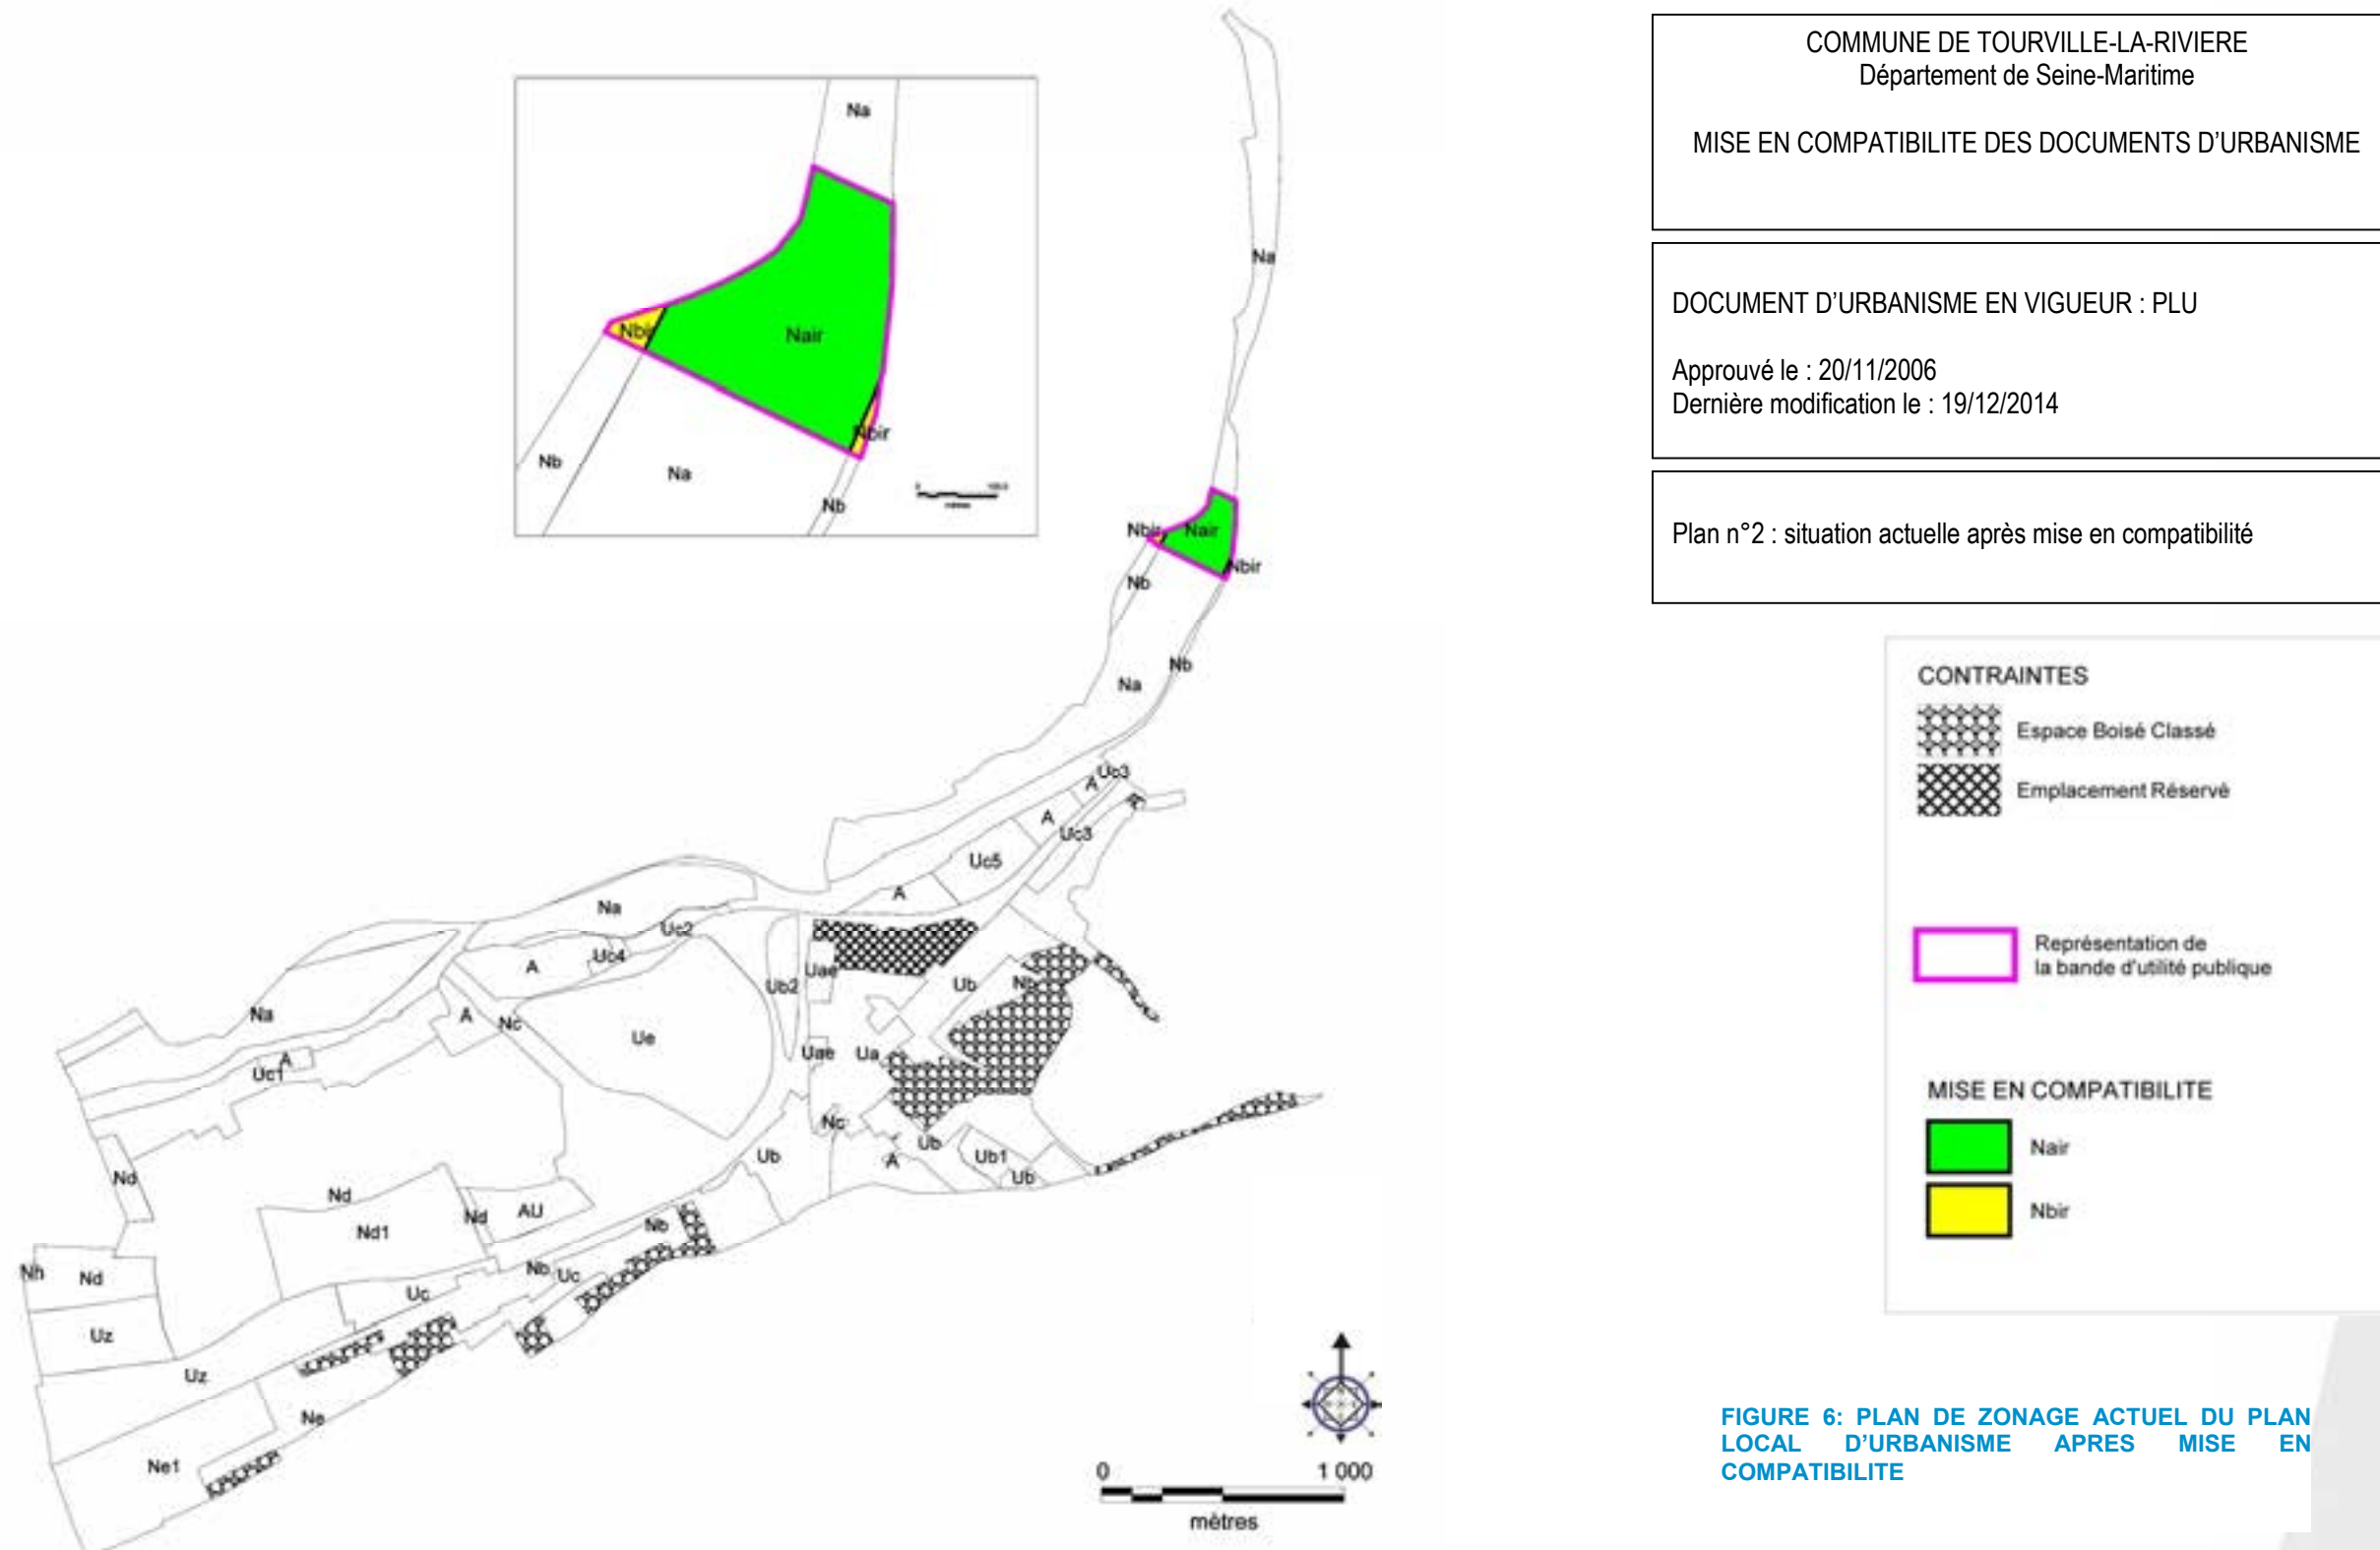 COMMUNE DE TOURVILLE-LA-RIVIERE
Département de Seine-Maritime
MISE EN COMPATIBILITE DES DOCUMENTS D'URBANISME
DOCUMENT D'URBANISME EN VIGUEUR : PLU
Approuvé le : 20/11/2006
Dernière modification le : 19/12/2014
Plan n°2 : situation actuelle après mise en compatibilité
Na
Nair
Nbir
Nbir
Nb
Na
Nb
mètres
Na
Nbir
Nair
Nbir
Nb
Nb
Na
Uc3
A
A
Uc3
Uc5
A
Na
Uc2
Uc4
A
Uae
Ub2
Ub
Nb
Na
A
Nc
Ue
Uae
Ua
A
Uc1
Nc
Ub
Ub
A
Ub1
Ub
Nd
Nd
Nd1
Nd
AU
Nb
Nh
Nd
Nb
Uc
Uc
Uz
Uz
Ne
Ne1
0 1 000
mètres
CONTRAINTES
Espace Boisé Classé
Emplacement Réservé
Représentation de
la bande d'utilité publique
MISE EN COMPATIBILITE
Nair
Nbir
FIGURE 6: PLAN DE ZONAGE ACTUEL DU PLAN
LOCAL D'URBANISME APRES MISE EN
COMPATIBILITE